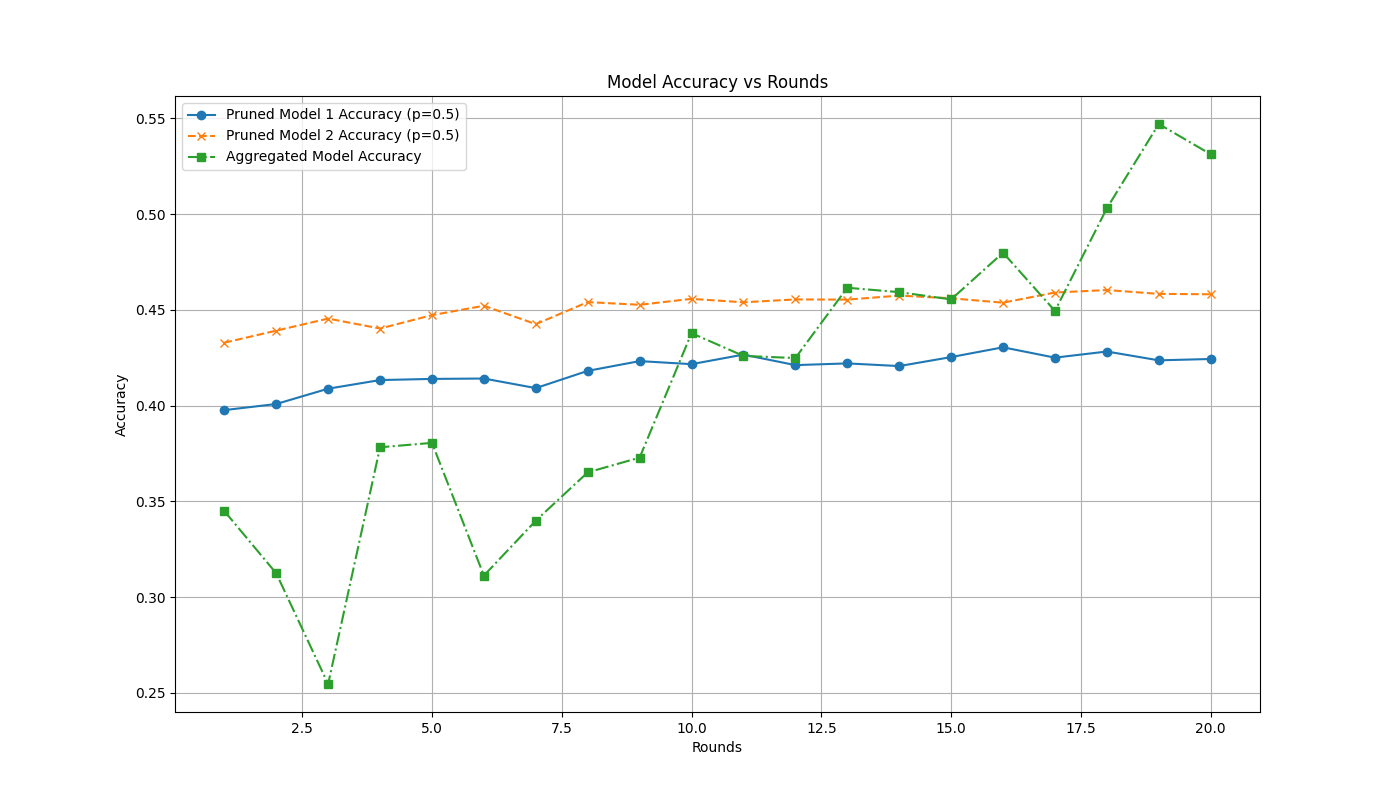 Model Accuracy vs Rounds
Pruned Model 1 Accuracy (p=0.5)
Pruned Model 2 Accuracy (p=0.5)
Aggregated Model Accuracy
Accuracy
0.55
0.50
0.45
0.40
0.35
0.30
0.25
2.5 5.0 7.5 10.0 12.5 15.0 17.5 20.0
Rounds